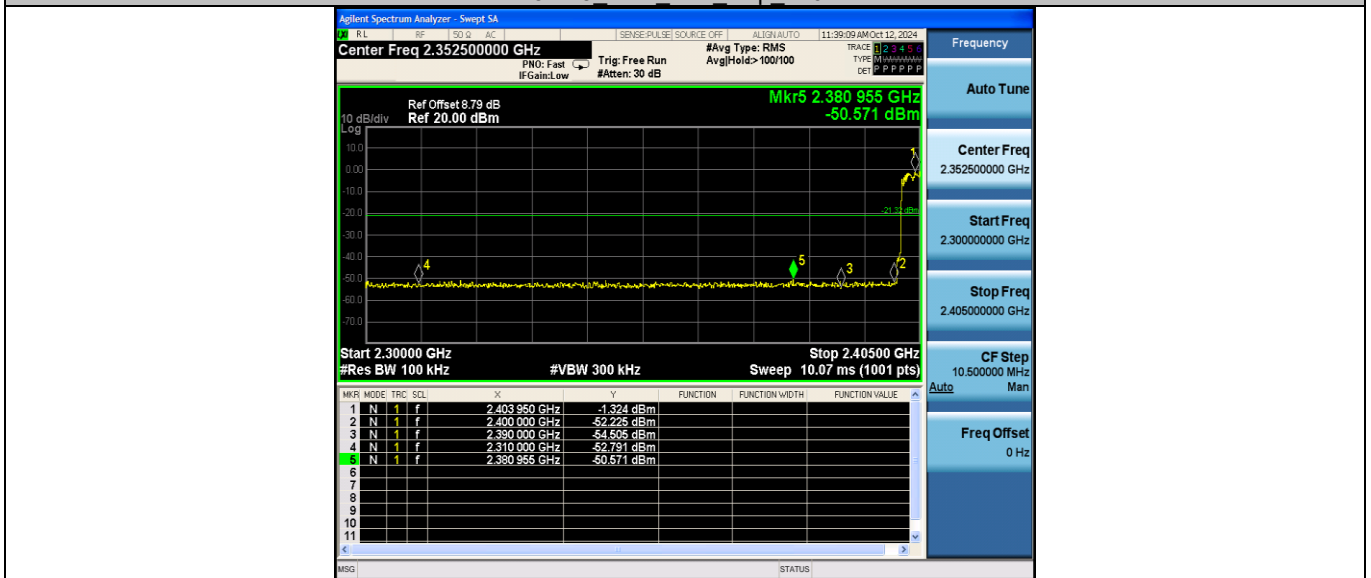 Agilent Spectrum Analyzer - Swept SA
RL RF 50 Ω AC SENSE:PULSE SOURCE OFF ALIGN AUTO 11:39:09 AM Oct 12, 2024
Center Freq 2.352500000 GHz
PNO: Fast
IFGain:Low
Trig: Free Run
#Atten: 30 dB
#Avg Type: RMS
Avg|Hold:> 100/100
TRACE 1 2 3 4 5 6
TYPE M
DET P P P P P P
Ref Offset 8.79 dB
10 dB/div Ref 20.00 dBm
Log
Mkr5 2.380 955 GHz
-50.571 dBm
10.0
0.00
-10.0
-20.0
-30.0
-40.0
-50.0
-60.0
-70.0
-21.32 dBm
1
2
3
4
5
Start 2.30000 GHz Stop 2.40500 GHz
#Res BW 100 kHz #VBW 300 kHz Sweep 10.07 ms (1001 pts)
MKR MODE TRC SCL X Y FUNCTION FUNCTION WIDTH FUNCTION VALUE
1 N 1 f 2.403 950 GHz -1.324 dBm
2 N 1 f 2.400 000 GHz -52.225 dBm
3 N 1 f 2.390 000 GHz -54.505 dBm
4 N 1 f 2.310 000 GHz -52.791 dBm
5 N 1 f 2.380 955 GHz -50.571 dBm
6
7
8
9
10
11
MSG STATUS
Frequency
Auto Tune
Center Freq
2.352500000 GHz
Start Freq
2.300000000 GHz
Stop Freq
2.405000000 GHz
CF Step
10.500000 MHz
Auto Man
Freq Offset
0 Hz